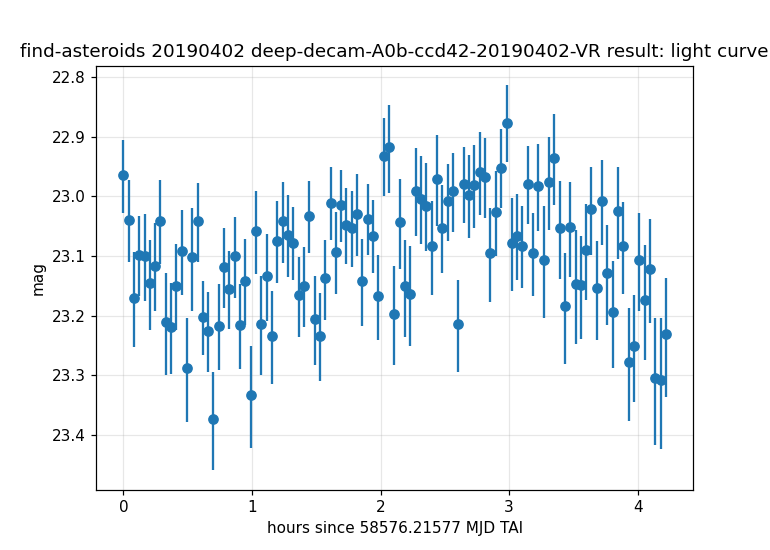 find-asteroids 20190402 deep-decam-A0b-ccd42-20190402-VR result: light curve
22.8
22.9
23.0
23.1
23.2
23.3
23.4
mag
0 1 2 3 4
hours since 58576.21577 MJD TAI